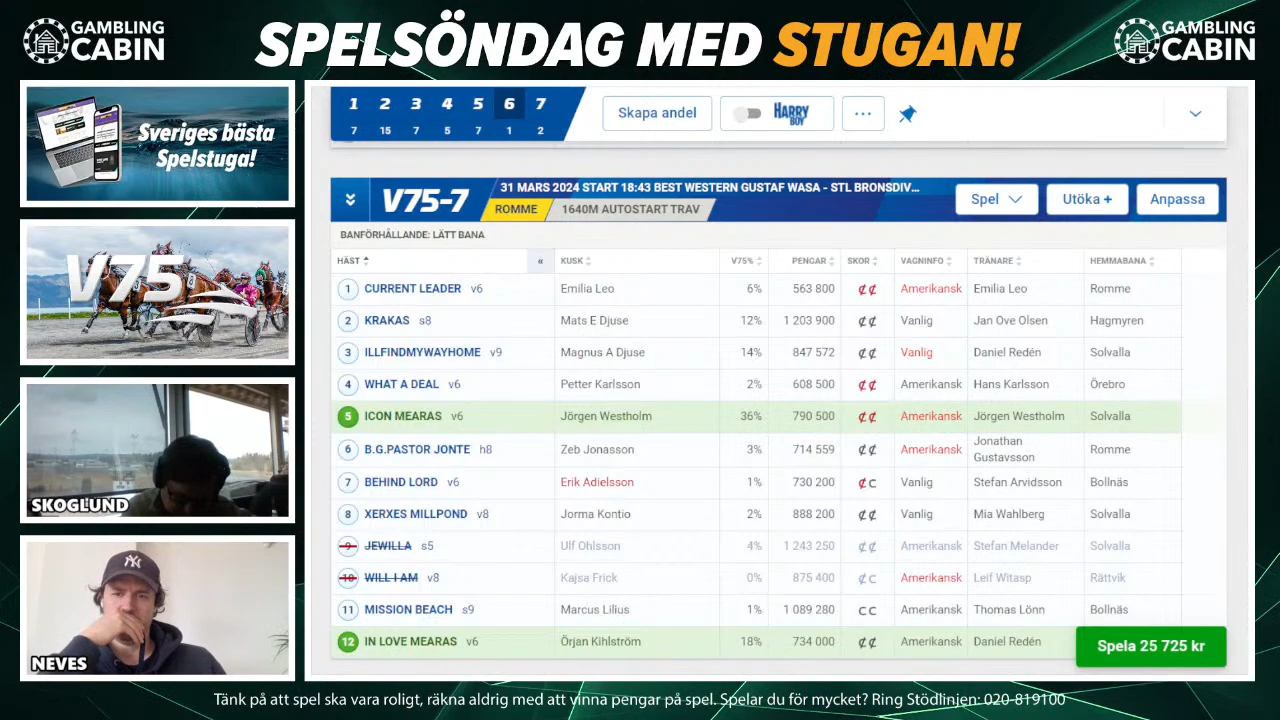 GAMBLING
CABIN
SPELSÖNDAG MED STUGAN!
GAMBLING
CABIN
Sveriges bästa
Spelstuga!
V75
SKOGLUND
NEVES
1 2 3 4 5 6 7
7 15 7 5 7 1 2
Skapa andel
HARRY
BOY
...
V75-7
31 MARS 2024 START 18:43 BEST WESTERN GUSTAF WASA - STL BRONSDIV...
ROMME 1640M AUTOSTART TRAV
Spel
Utöka +
Anpassa
BANFÖRHÅLLANDE: LÄTT BANA
HÄST « KUSK V75% PENGAR SKOR VAGNINFO TRÄNARE HEMMABANA
1 CURRENT LEADER v6 Emilia Leo 6% 563 800 ȼȼ Amerikansk Emilia Leo Romme
2 KRAKAS s8 Mats E Djuse 12% 1 203 900 ȼȼ Vanlig Jan Ove Olsen Hagmyren
3 ILLFINDMYWAYHOME v9 Magnus A Djuse 14% 847 572 ȼȼ Vanlig Daniel Redén Solvalla
4 WHAT A DEAL v6 Petter Karlsson 2% 608 500 ȼȼ Amerikansk Hans Karlsson Örebro
5 ICON MEARAS v6 Jörgen Westholm 36% 790 500 ȼȼ Amerikansk Jörgen Westholm Solvalla
6 B.G.PASTOR JONTE h8 Zeb Jonasson 3% 714 559 ȼȼ Amerikansk Jonathan Gustavsson Romme
7 BEHIND LORD v6 Erik Adielsson 1% 730 200 ȼc Vanlig Stefan Arvidsson Bollnäs
8 XERXES MILLPOND v8 Jorma Kontio 2% 888 200 ȼȼ Vanlig Mia Wahlberg Solvalla
9 JEWILLA s5 Ulf Ohlsson 4% 1 243 250 ȼȼ Amerikansk Stefan Melander Solvalla
10 WILL I AM v8 Kajsa Frick 0% 875 400 ȼc Amerikansk Leif Witasp Rättvik
11 MISSION BEACH s9 Marcus Lilius 1% 1 089 280 cc Amerikansk Thomas Lönn Bollnäs
12 IN LOVE MEARAS v6 Örjan Kihlström 18% 734 000 ȼȼ Amerikansk Daniel Redén
Spela 25 725 kr
Tänk på att spel ska vara roligt, räkna aldrig med att vinna pengar på spel. Spelar du för mycket? Ring Stödlinjen: 020-819100